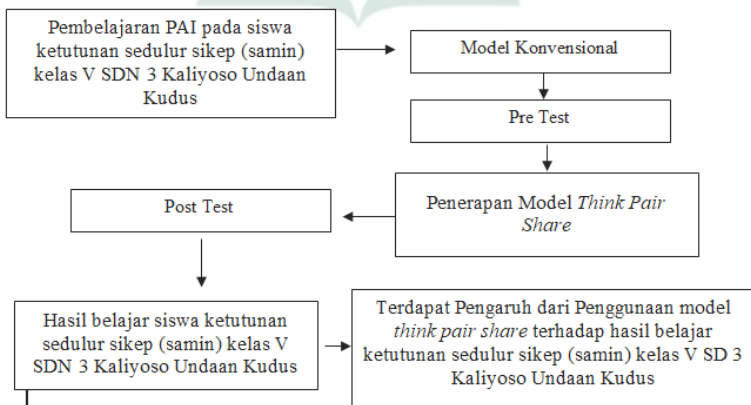 Pembelajaran PAI pada siswa
ketutunan sedulur sikep (samin)
kelas V SDN 3 Kaliyoso Undaan
Kudus
Model Konvensional
Pre Test
Penerapan Model Think Pair
Share
Post Test
Hasil belajar siswa ketutunan
sedulur sikep (samin) kelas V
SDN 3 Kaliyoso Undaan Kudus
Terdapat Pengaruh dari Penggunaan model
think pair share terhadap hasil belajar
ketutunan sedulur sikep (samin) kelas V SD 3
Kaliyoso Undaan Kudus